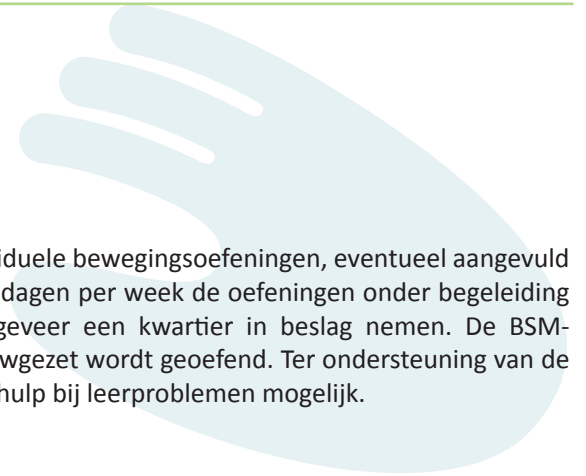 iduele bewegingsoefeningen, eventueel aangevuld
dagen per week de oefeningen onder begeleiding
geveer een kwartier in beslag nemen. De BSM-
wgezet wordt geoefend. Ter ondersteuning van de
hulp bij leerproblemen mogelijk.